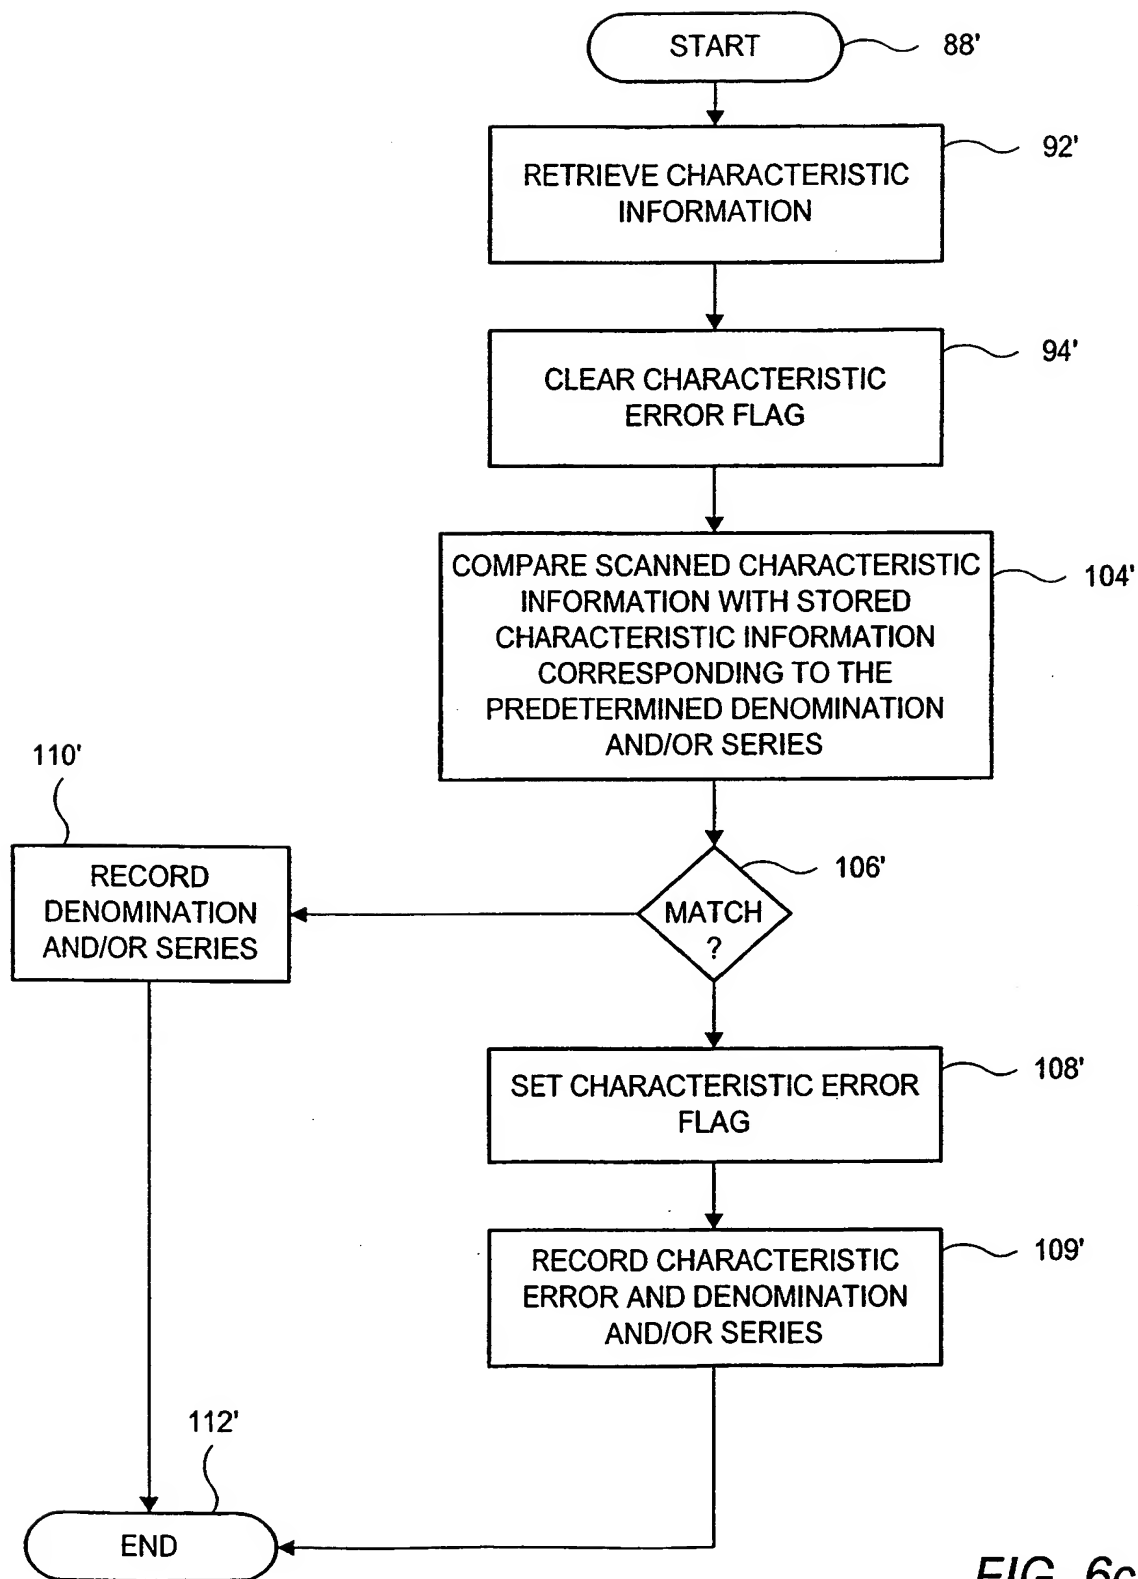 START
88'
RETRIEVE CHARACTERISTIC
INFORMATION
92'
CLEAR CHARACTERISTIC
ERROR FLAG
94'
COMPARE SCANNED CHARACTERISTIC
INFORMATION WITH STORED
CHARACTERISTIC INFORMATION
CORRESPONDING TO THE
PREDETERMINED DENOMINATION
AND/OR SERIES
104'
MATCH
?
106'
110'
RECORD
DENOMINATION
AND/OR SERIES
SET CHARACTERISTIC ERROR
FLAG
108'
RECORD CHARACTERISTIC
ERROR AND DENOMINATION
AND/OR SERIES
109'
112'
END
FIG. 6c